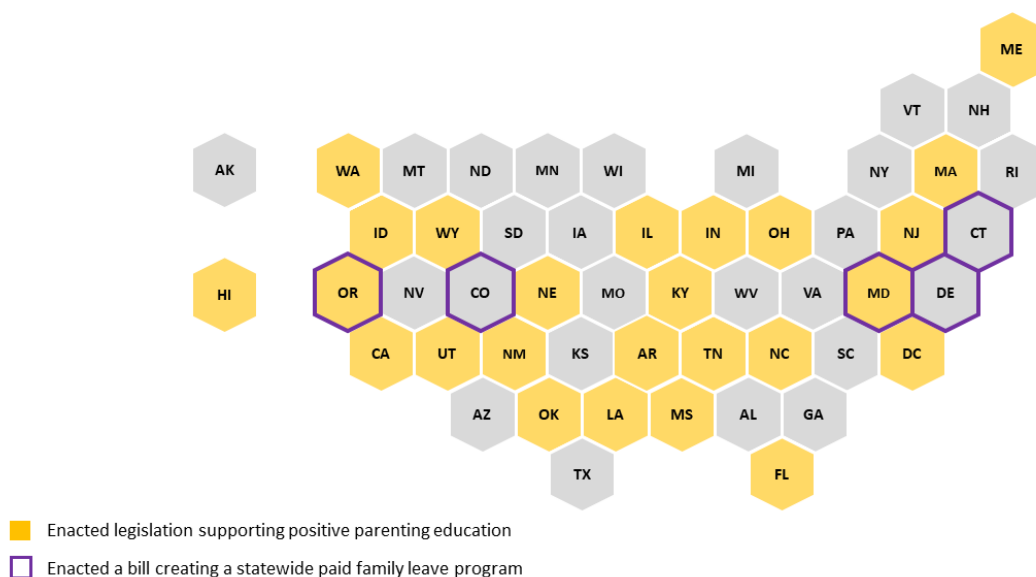 ME
VT NH
AK WA MT ND MN WI MI NY MA RI
ID WY SD IA IL IN OH PA NJ CT
HI OR NV CO NE MO KY WV VA MD DE
CA UT NM KS AR TN NC SC DC
AZ OK LA MS AL GA
TX FL
Enacted legislation supporting positive parenting education
Enacted a bill creating a statewide paid family leave program